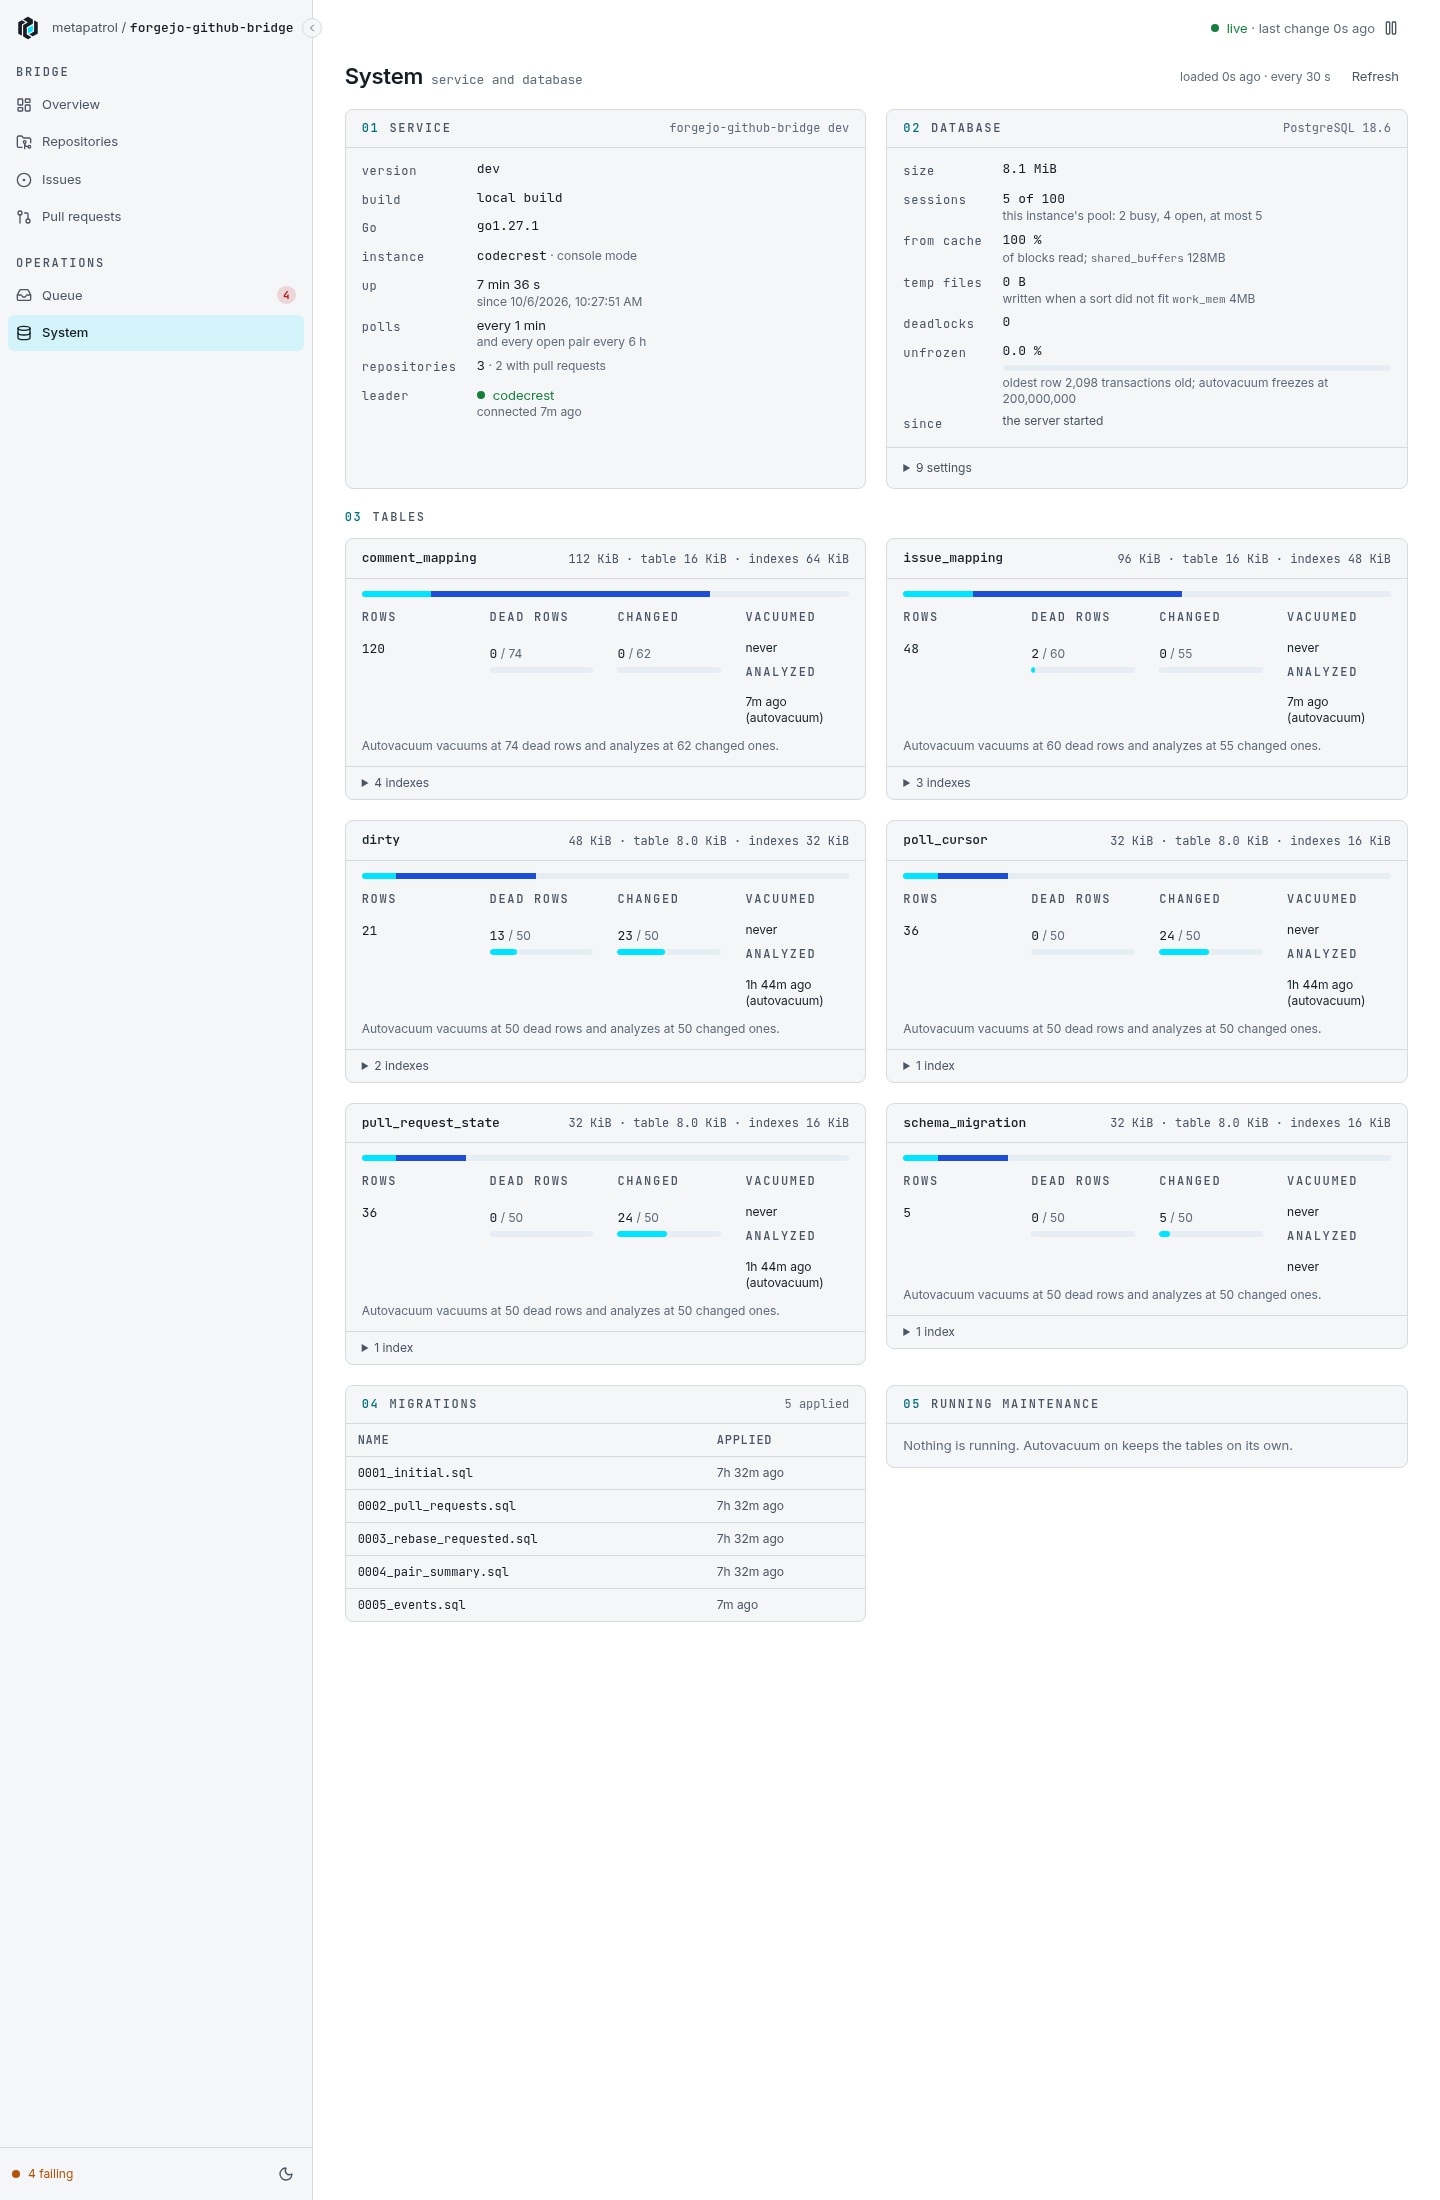 metapatrol / forgejo-github-bridge
BRIDGE
Overview
Repositories
Issues
Pull requests
OPERATIONS
Queue 4
System
4 failing
live · last change 0s ago
System service and database
loaded 0s ago · every 30 s Refresh
01 SERVICE forgejo-github-bridge dev
version dev
build local build
Go go1.27.1
instance codecrest · console mode
up 7 min 36 s
since 10/6/2026, 10:27:51 AM
polls every 1 min
and every open pair every 6 h
repositories 3 · 2 with pull requests
leader codecrest
connected 7m ago
02 DATABASE PostgreSQL 18.6
size 8.1 MiB
sessions 5 of 100
this instance's pool: 2 busy, 4 open, at most 5
from cache 100 %
of blocks read; shared_buffers 128MB
temp files 0 B
written when a sort did not fit work_mem 4MB
deadlocks 0
unfrozen 0.0 %
oldest row 2,098 transactions old; autovacuum freezes at
200,000,000
since the server started
9 settings
03 TABLES
comment_mapping 112 KiB · table 16 KiB · indexes 64 KiB
ROWS DEAD ROWS CHANGED VACUUMED
120 0 / 74 0 / 62 never
ANALYZED
7m ago
(autovacuum)
Autovacuum vacuums at 74 dead rows and analyzes at 62 changed ones.
4 indexes
issue_mapping 96 KiB · table 16 KiB · indexes 48 KiB
ROWS DEAD ROWS CHANGED VACUUMED
48 2 / 60 0 / 55 never
ANALYZED
7m ago
(autovacuum)
Autovacuum vacuums at 60 dead rows and analyzes at 55 changed ones.
3 indexes
dirty 48 KiB · table 8.0 KiB · indexes 32 KiB
ROWS DEAD ROWS CHANGED VACUUMED
21 13 / 50 23 / 50 never
ANALYZED
1h 44m ago
(autovacuum)
Autovacuum vacuums at 50 dead rows and analyzes at 50 changed ones.
2 indexes
poll_cursor 32 KiB · table 8.0 KiB · indexes 16 KiB
ROWS DEAD ROWS CHANGED VACUUMED
36 0 / 50 24 / 50 never
ANALYZED
1h 44m ago
(autovacuum)
Autovacuum vacuums at 50 dead rows and analyzes at 50 changed ones.
1 index
pull_request_state 32 KiB · table 8.0 KiB · indexes 16 KiB
ROWS DEAD ROWS CHANGED VACUUMED
36 0 / 50 24 / 50 never
ANALYZED
1h 44m ago
(autovacuum)
Autovacuum vacuums at 50 dead rows and analyzes at 50 changed ones.
1 index
schema_migration 32 KiB · table 8.0 KiB · indexes 16 KiB
ROWS DEAD ROWS CHANGED VACUUMED
5 0 / 50 5 / 50 never
ANALYZED
never
Autovacuum vacuums at 50 dead rows and analyzes at 50 changed ones.
1 index
04 MIGRATIONS 5 applied
NAME APPLIED
0001_initial.sql 7h 32m ago
0002_pull_requests.sql 7h 32m ago
0003_rebase_requested.sql 7h 32m ago
0004_pair_summary.sql 7h 32m ago
0005_events.sql 7m ago
05 RUNNING MAINTENANCE
Nothing is running. Autovacuum on keeps the tables on its own.